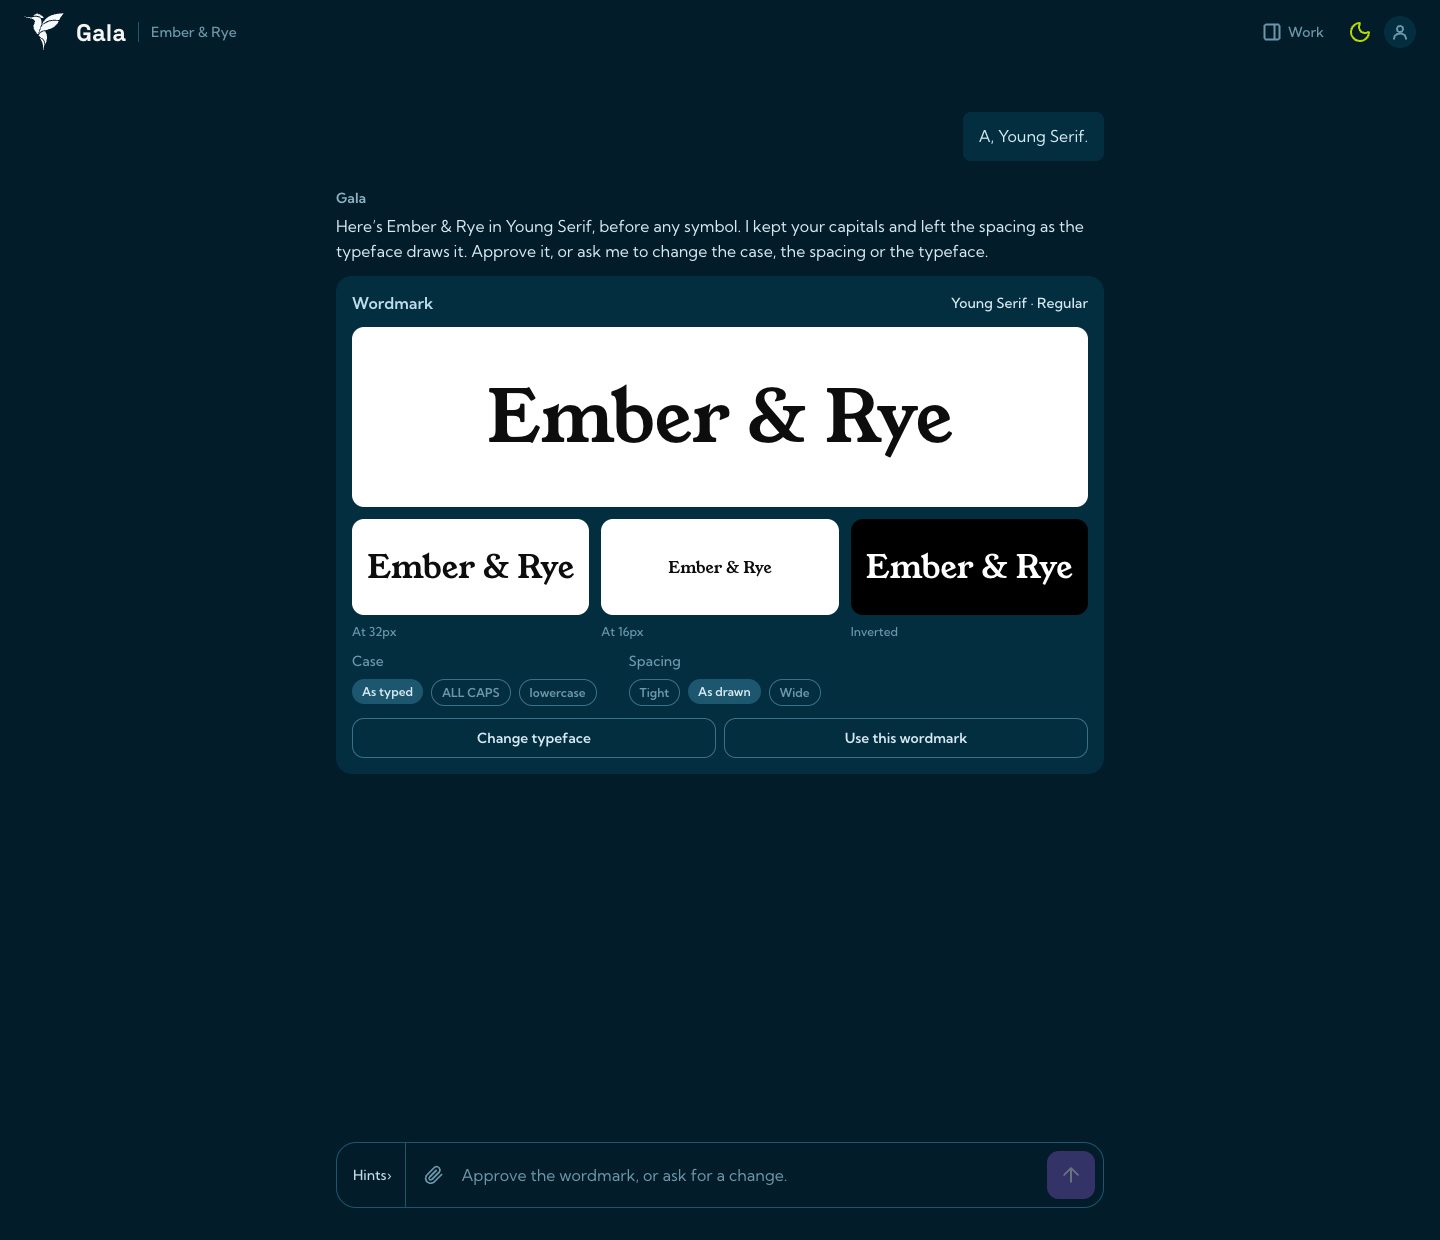 Gala
Ember & Rye
Work
A, Young Serif.
Gala
Here’s Ember & Rye in Young Serif, before any symbol. I kept your capitals and left the spacing as the
typeface draws it. Approve it, or ask me to change the case, the spacing or the typeface.
Wordmark
Young Serif · Regular
Ember & Rye
Ember & Rye
Ember & Rye
Ember & Rye
At 32px
At 16px
Inverted
Case
Spacing
As typed
ALL CAPS
lowercase
Tight
As drawn
Wide
Change typeface
Use this wordmark
Hints›
Approve the wordmark, or ask for a change.